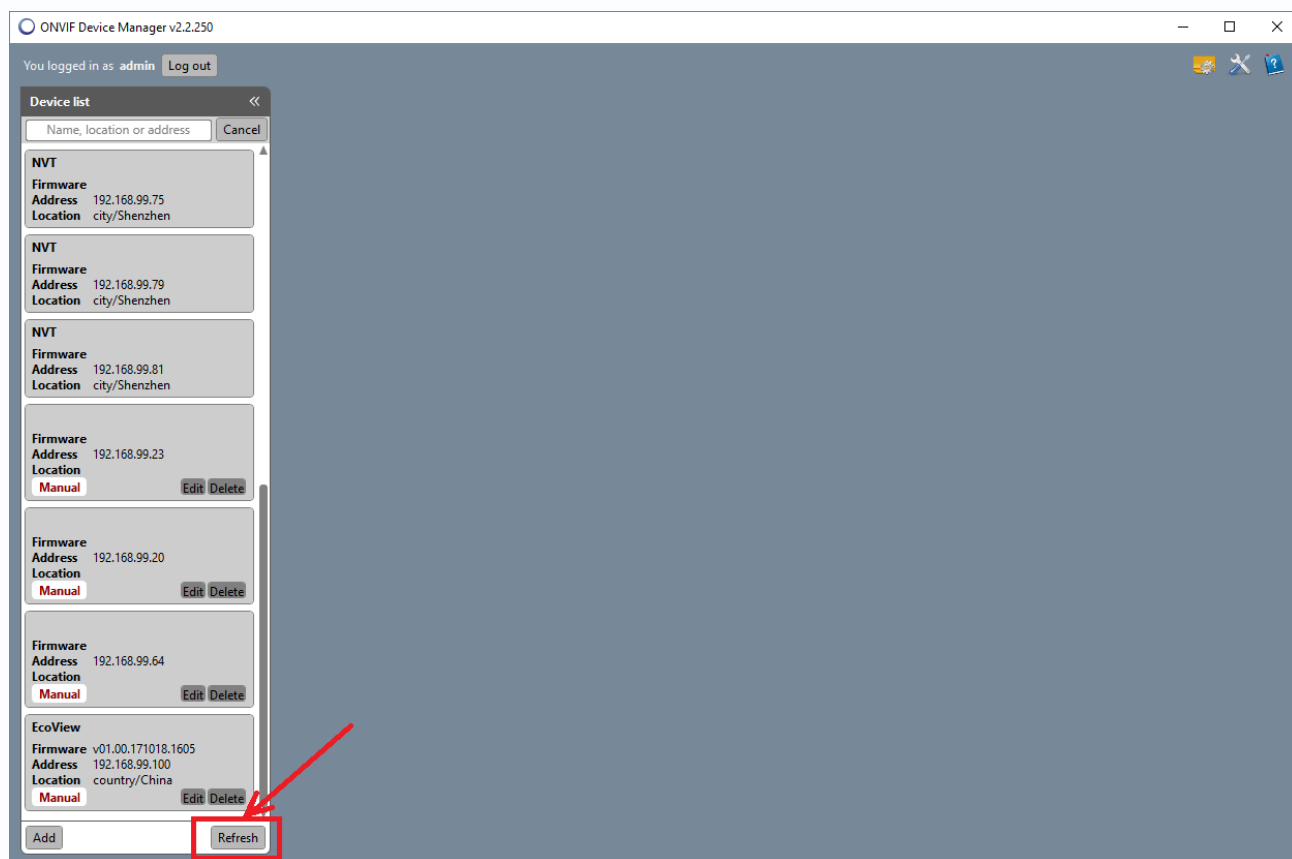 ONVIF Device Manager v2.2.250
You logged in as admin Log out
Device list
Name, location or address Cancel
NVT
Firmware
Address 192.168.99.75
Location city/Shenzhen
NVT
Firmware
Address 192.168.99.79
Location city/Shenzhen
NVT
Firmware
Address 192.168.99.81
Location city/Shenzhen
Firmware
Address 192.168.99.23
Location
Manual Edit Delete
Firmware
Address 192.168.99.20
Location
Manual Edit Delete
Firmware
Address 192.168.99.64
Location
Manual Edit Delete
EcoView
Firmware v01.00.171018.1605
Address 192.168.99.100
Location country/China
Manual Edit Delete
Add Refresh